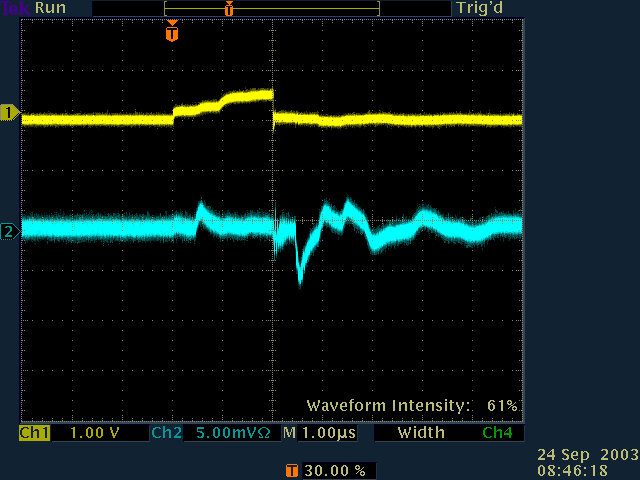 Tek Run Trig'd
T
T
1
2
Waveform Intensity: 61%
Ch1 1.00 V Ch2 5.00mVΩ M 1.00µs Width Ch4
T 30.00 %
24 Sep 2003
08:46:18